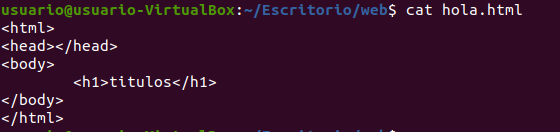 usuario@usuario-VirtualBox:~/Escritorio/web$ cat hola.html
<html>
<head></head>
<body>
        <h1>titulos</h1>
</body>
</html>